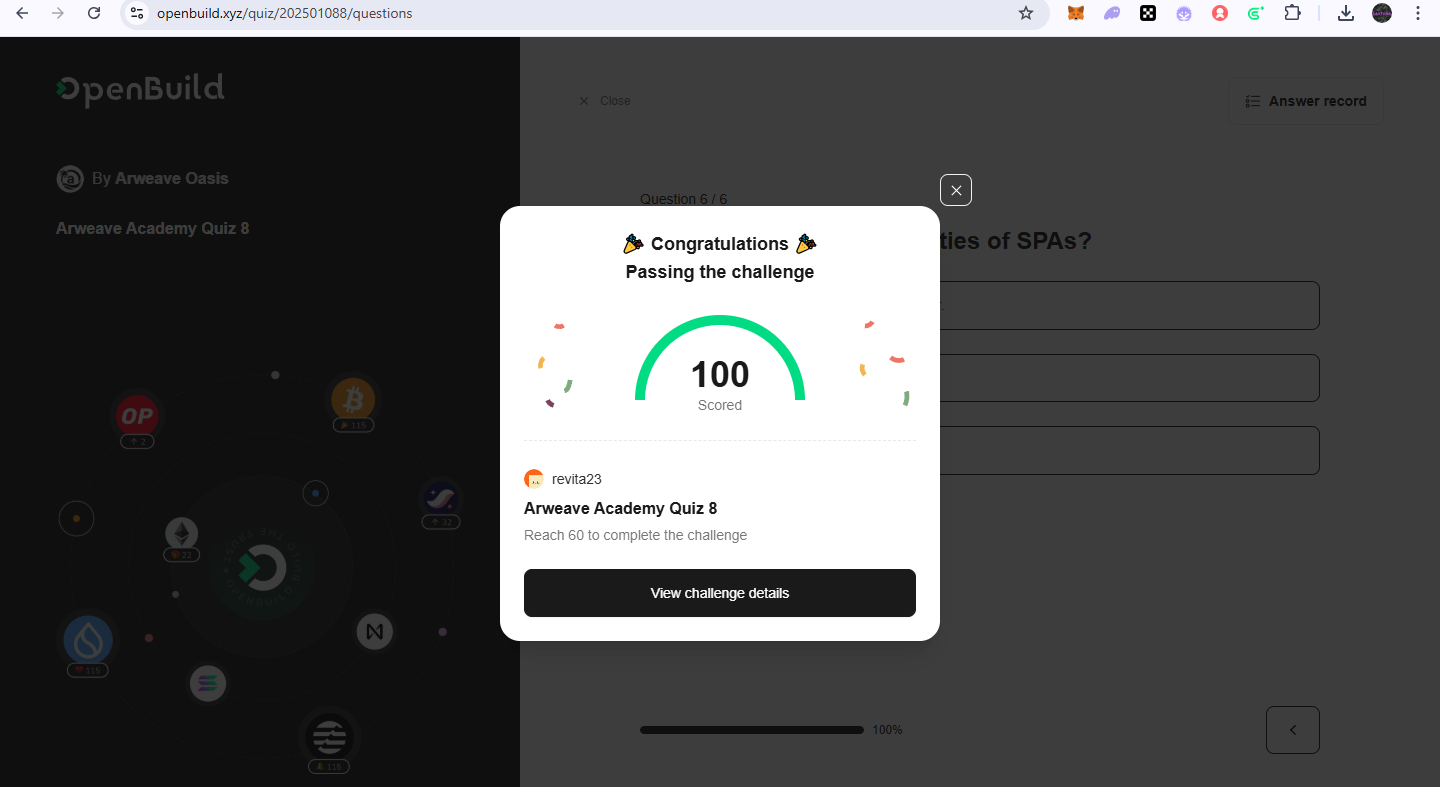 openbuild.xyz/quiz/202501088/questions
OpenBuild
Close
Answer record
By Arweave Oasis
Arweave Academy Quiz 8
Question 6 / 6
ties of SPAs?
Congratulations
Passing the challenge
100
Scored
revita23
Arweave Academy Quiz 8
Reach 60 to complete the challenge
View challenge details
OP
2
115
32
22
115
115
100%